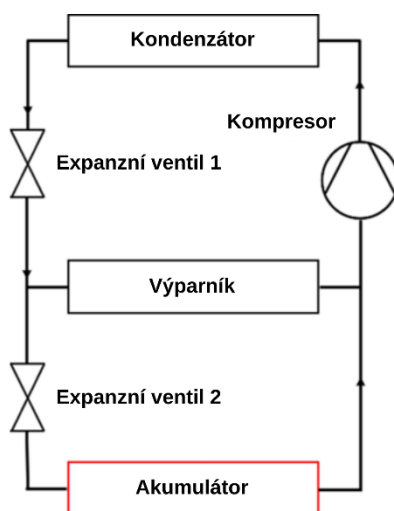 Kondenzátor
Kompresor
Expanzní ventil 1
Výparník
Expanzní ventil 2
Akumulátor